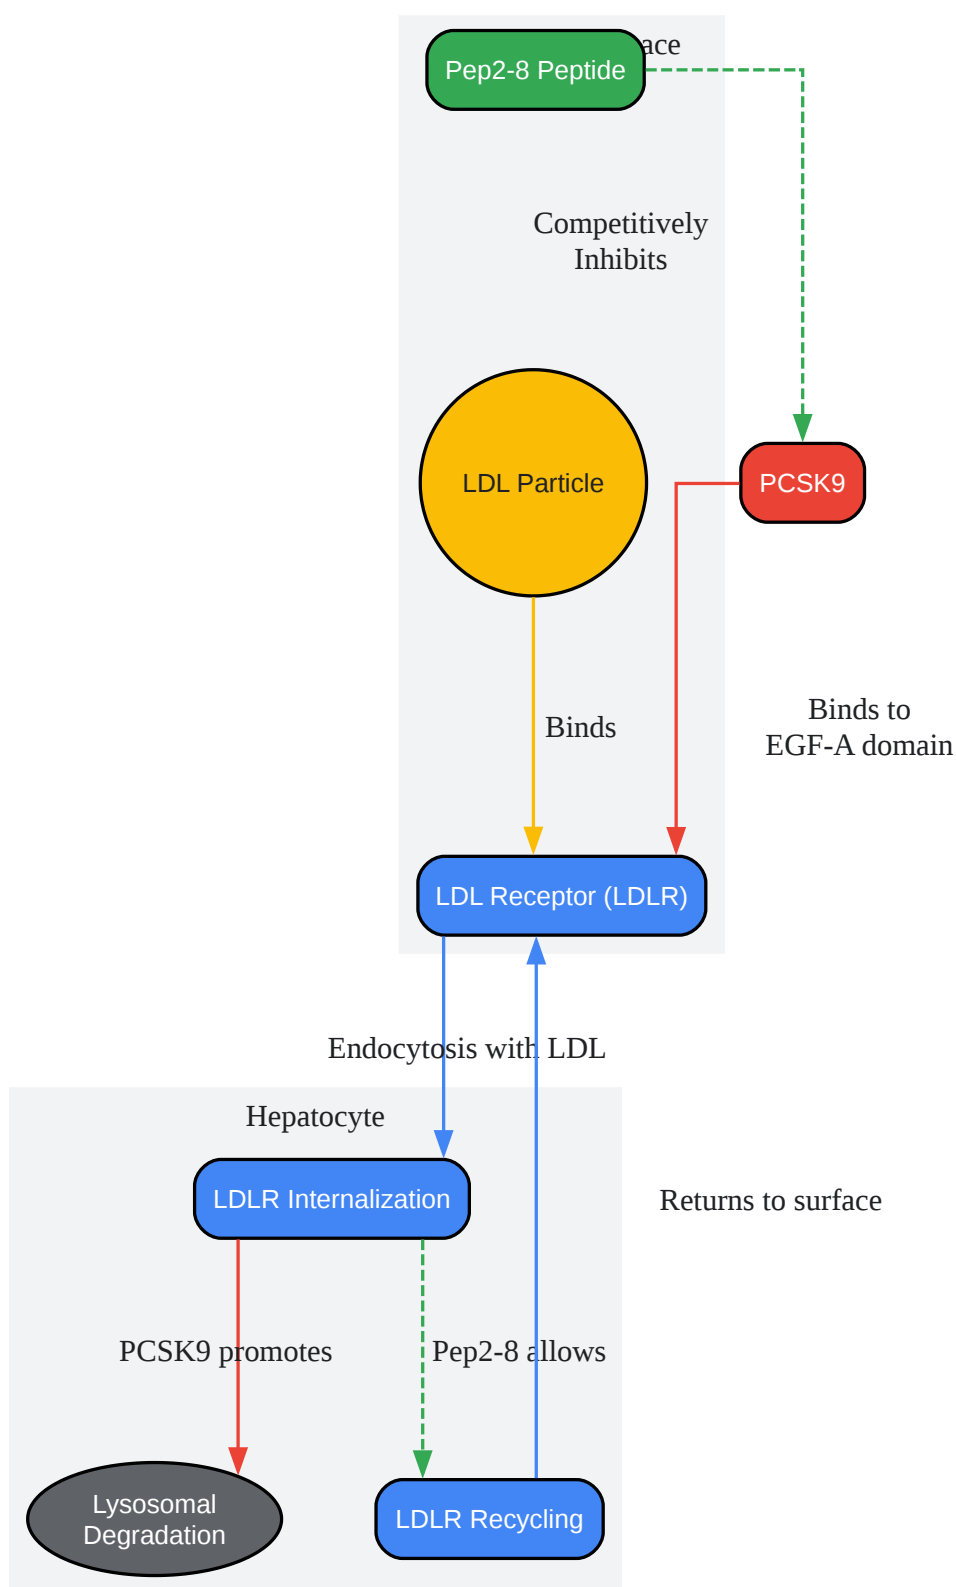 Pep2-8 Peptide
Competitively
Inhibits
LDL Particle
PCSK9
Binds to
EGF-A domain
Binds
LDL Receptor (LDLR)
Endocytosis with LDL
Hepatocyte
LDLR Internalization
Returns to surface
PCSK9 promotes
Pep2-8 allows
Lysosomal
Degradation
LDLR Recycling